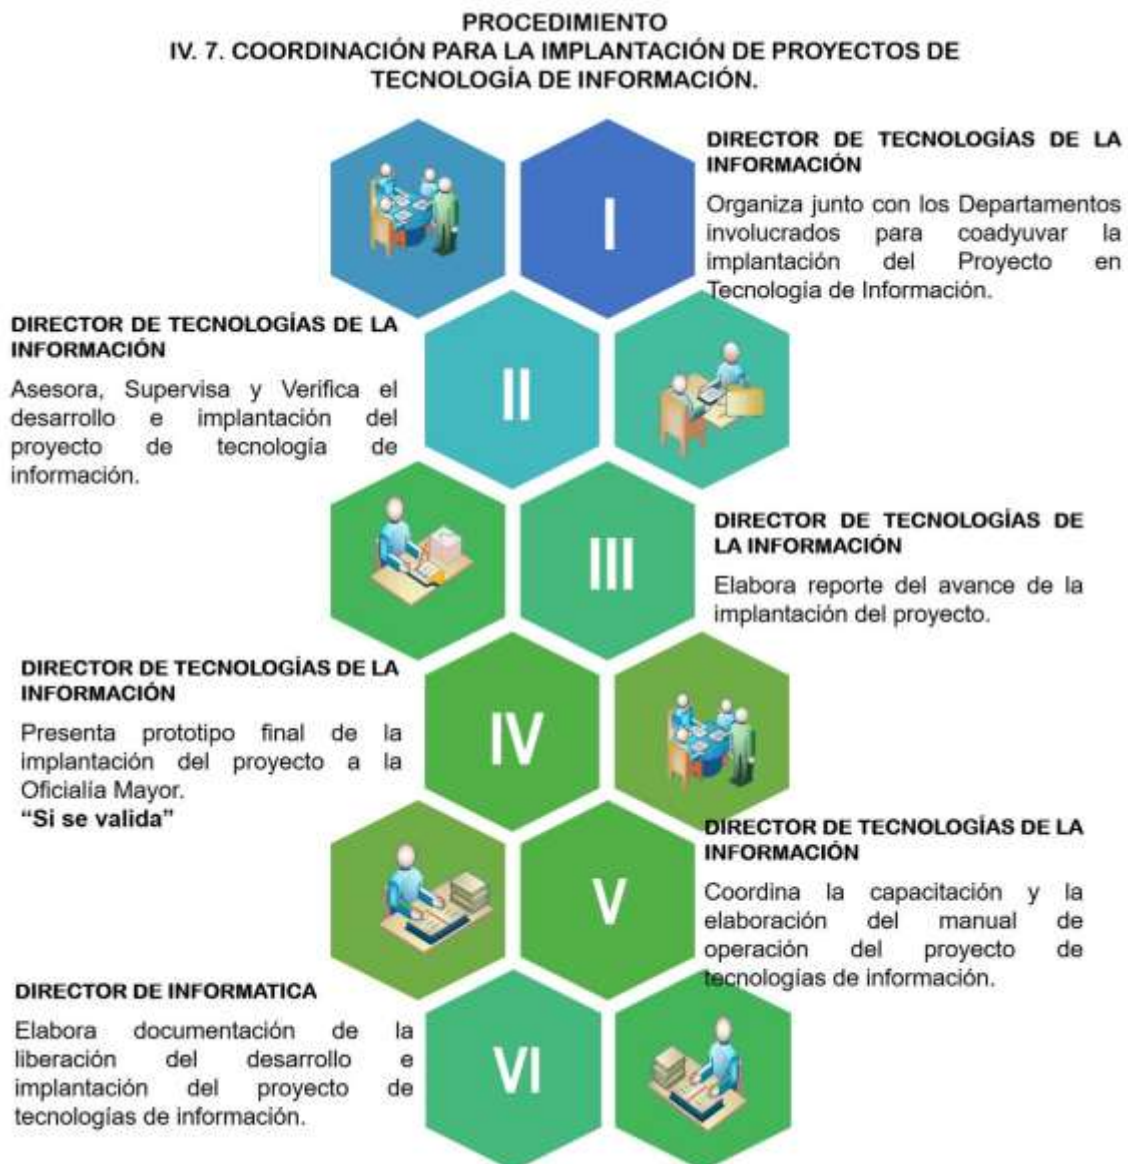 PROCEDIMIENTO
IV. 7. COORDINACIÓN PARA LA IMPLANTACIÓN DE PROYECTOS DE
TECNOLOGÍA DE INFORMACIÓN.
I
DIRECTOR DE TECNOLOGÍAS DE LA
INFORMACIÓN
Organiza junto con los Departamentos
involucrados para coadyuvar la
implantación del Proyecto en
Tecnología de Información.
DIRECTOR DE TECNOLOGÍAS DE LA
INFORMACIÓN
Asesora, Supervisa y Verifica el
desarrollo e implantación del
proyecto de tecnología de
información.
II
III
DIRECTOR DE TECNOLOGÍAS DE
LA INFORMACIÓN
Elabora reporte del avance de la
implantación del proyecto.
DIRECTOR DE TECNOLOGÍAS DE LA
INFORMACIÓN
Presenta prototipo final de la
implantación del proyecto a la
Oficialía Mayor.
“Si se valida”
IV
V
DIRECTOR DE TECNOLOGÍAS DE LA
INFORMACIÓN
Coordina la capacitación y la
elaboración del manual de
operación del proyecto de
tecnologías de información.
DIRECTOR DE INFORMATICA
Elabora documentación de la
liberación del desarrollo e
implantación del proyecto de
tecnologías de información.
VI